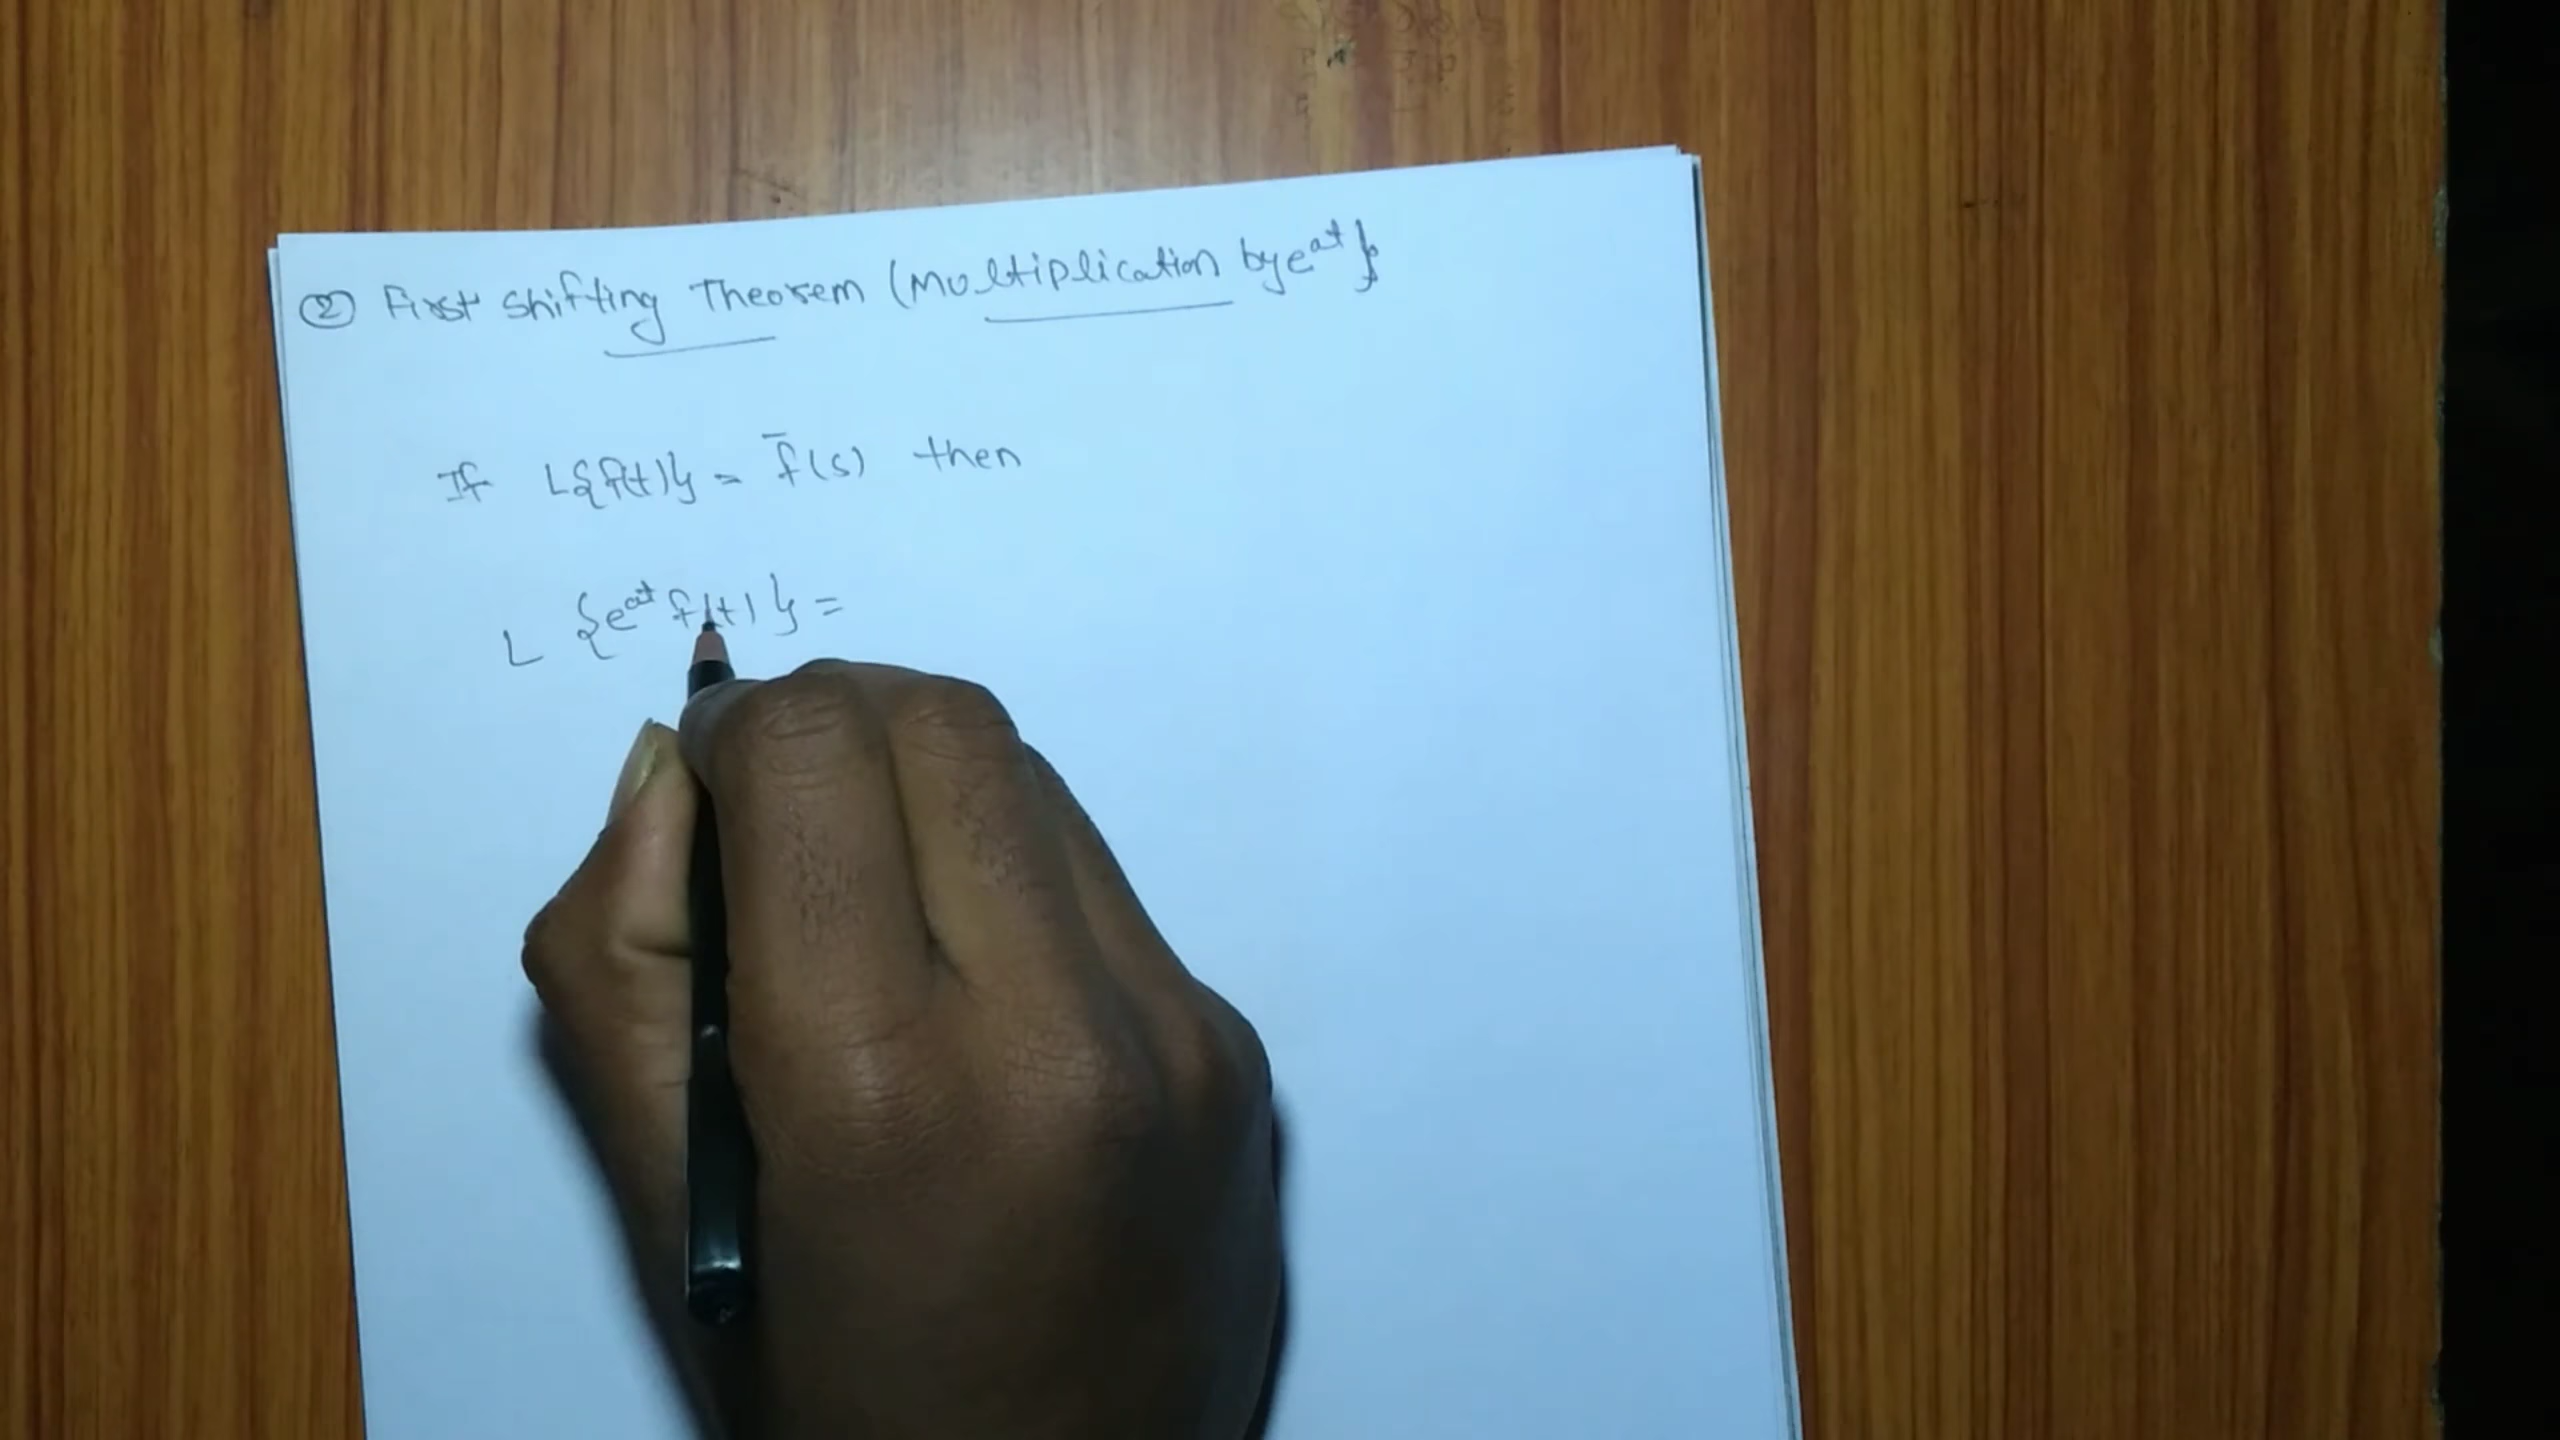 ② First Shifting Theorem (Multiplication by e^{at}}
If L{f(t)} = f̄(s) then
L {e^{at} f(t)} =